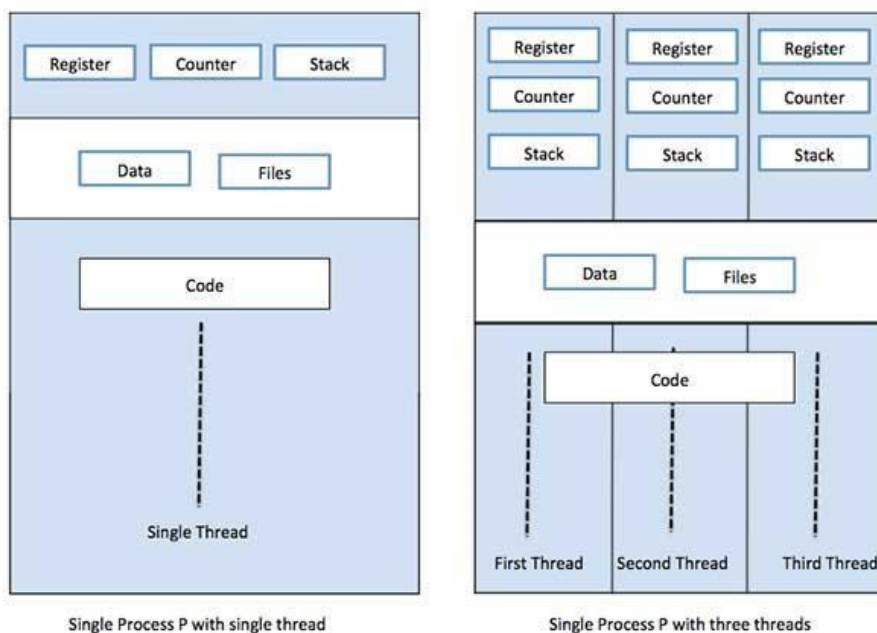 Register Counter Stack
Data Files
Code
Single Thread
Single Process P with single thread
Register Register Register
Counter Counter Counter
Stack Stack Stack
Data Files
Code
First Thread Second Thread Third Thread
Single Process P with three threads